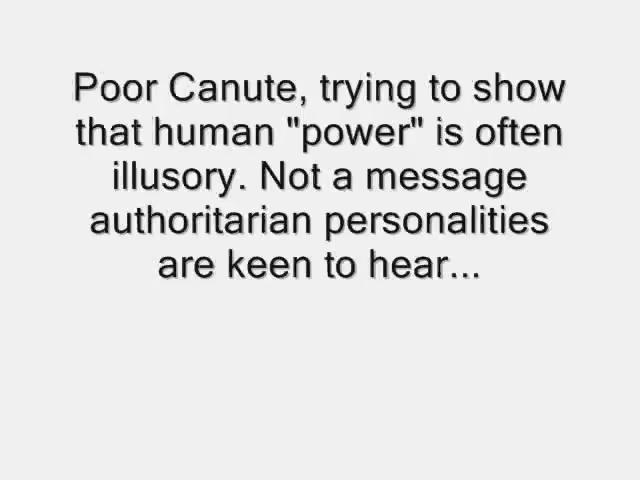 Poor Canute, trying to show
that human "power" is often
illusory. Not a message
authoritarian personalities
are keen to hear...